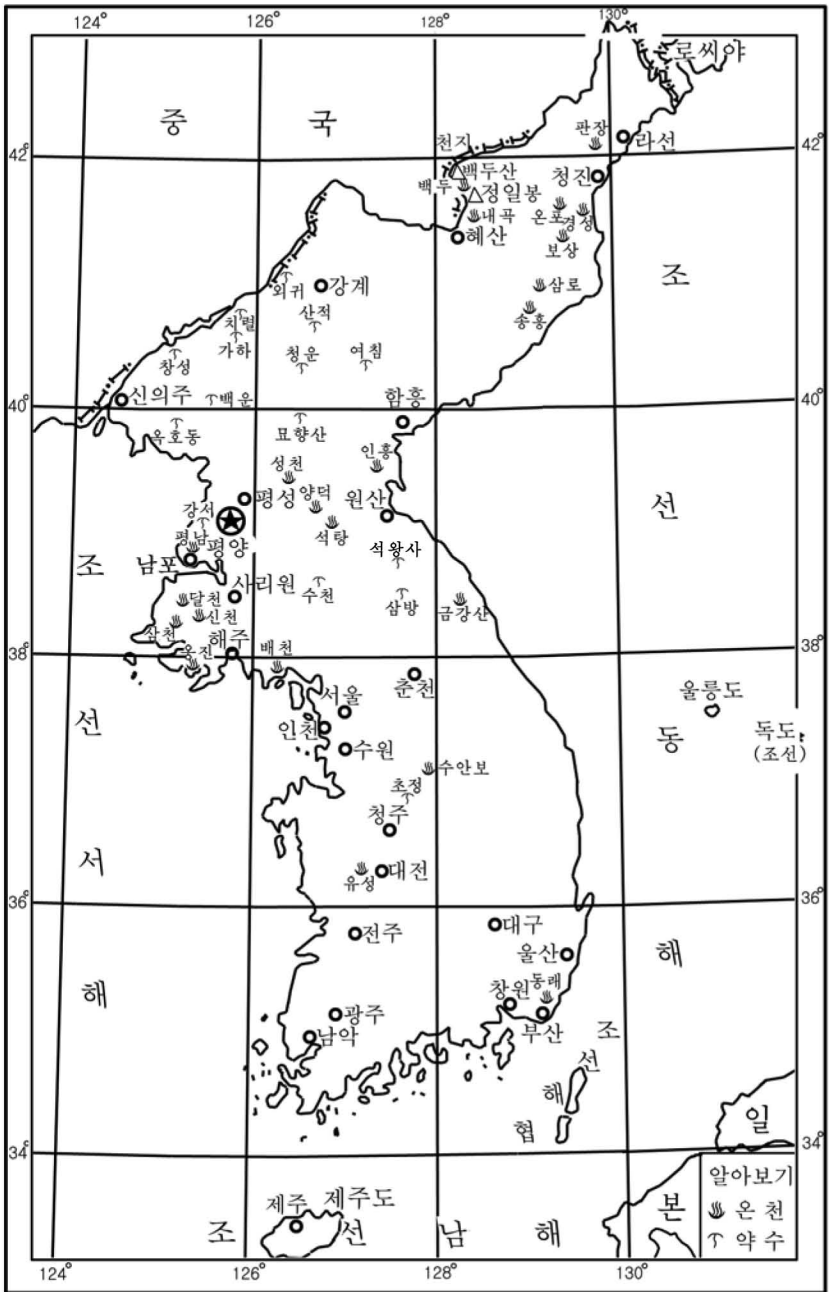 124°
126°
128°
130°
로씨야
중 국
판장
라선
천지
42°
42°
백두산
청진
백두
정일봉
내곡
온포
경성
혜산
보상
조
외귀
강계
삼로
산적
송흥
치렬
가하
청운
여침
창성
신의주
백운
함흥
40°
40°
옥호동
묘향산
인흥
성천
평성
양덕
원산
선
강서
석탕
평남
평양
석왕사
조
남포
사리원
수천
삼방
금강산
달천
신천
삼천
해주
배천
옹진
38°
38°
춘천
울릉도
서울
선
인천
동
독도
(조선)
수원
수안보
초정
청주
서
유성
대전
36°
36°
전주
대구
울산
해
해
창원
동래
광주
부산
남악
조
선
해
협
34°
34°
일
본
알아보기
온 천
약 수
제주
제주도
조 선 남 해
124°
126°
128°
130°